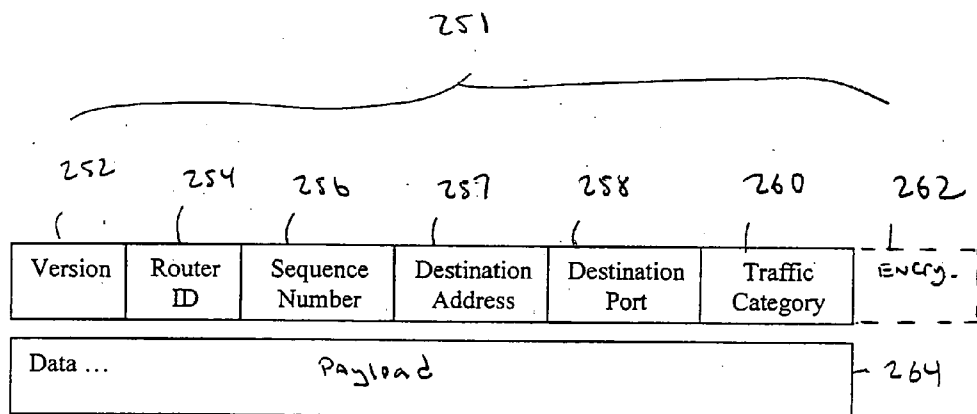 251
252 254 256 257 258 260 262
Version Router ID Sequence Number Destination Address Destination Port Traffic Category Encry.
Data ... Payload 264